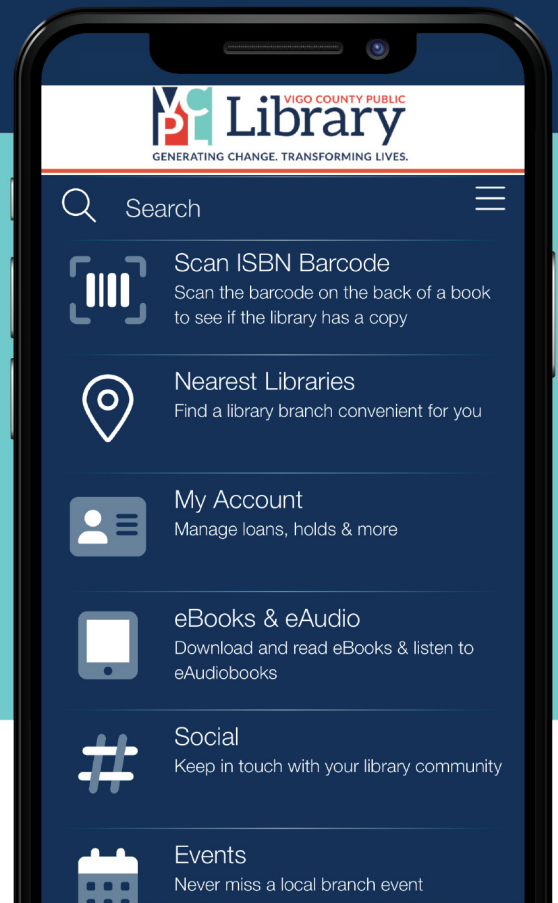 VCPL
VIGO COUNTY PUBLIC
Library
GENERATING CHANGE. TRANSFORMING LIVES.
Search
Scan ISBN Barcode
Scan the barcode on the back of a book
to see if the library has a copy
Nearest Libraries
Find a library branch convenient for you
My Account
Manage loans, holds & more
eBooks & eAudio
Download and read eBooks & listen to
eAudiobooks
Social
Keep in touch with your library community
Events
Never miss a local branch event